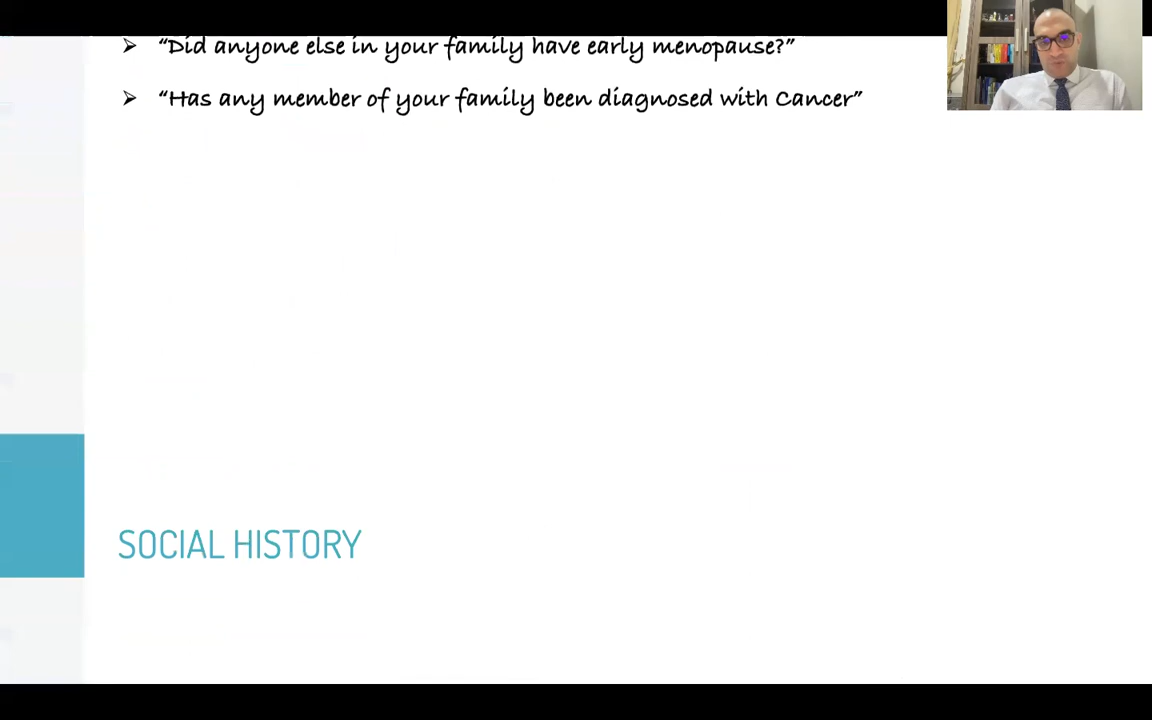 ➢ “Did anyone else in your family have early menopause?”
➢ “Has any member of your family been diagnosed with Cancer”
SOCIAL HISTORY